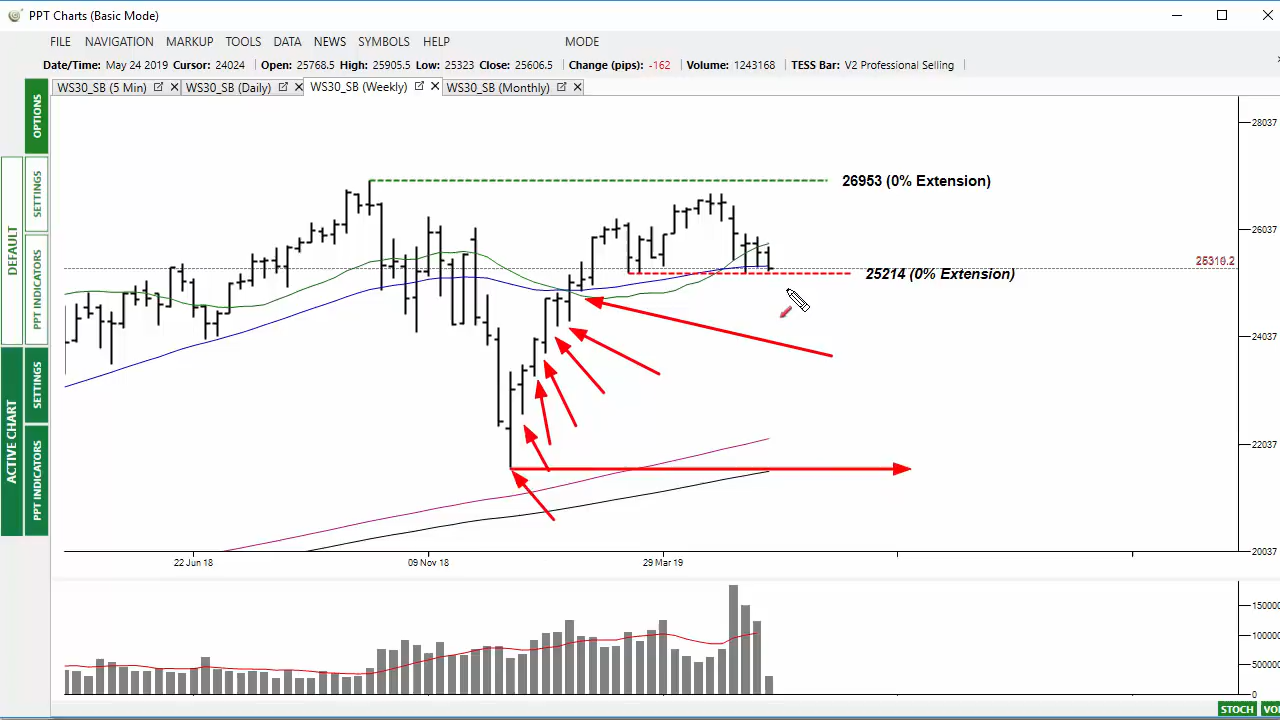 PPT Charts (Basic Mode)
FILE NAVIGATION MARKUP TOOLS DATA NEWS SYMBOLS HELP MODE
Date/Time: May 24 2019 Cursor: 24024 Open: 25768.5 High: 25905.5 Low: 25323 Close: 25606.5 Change (pips): -162 Volume: 1243168 TESS Bar: V2 Professional Selling
WS30_SB (5 Min) WS30_SB (Daily) WS30_SB (Weekly) WS30_SB (Monthly)
OPTIONS
SETTINGS
DEFAULT
PPT INDICATORS
SETTINGS
ACTIVE CHART
PPT INDICATORS
28037
26953 (0% Extension)
26037
25214 (0% Extension)
24037
22037
20037
22 Jun 18 09 Nov 18 29 Mar 19
150000
100000
500000
0
STOCH VO